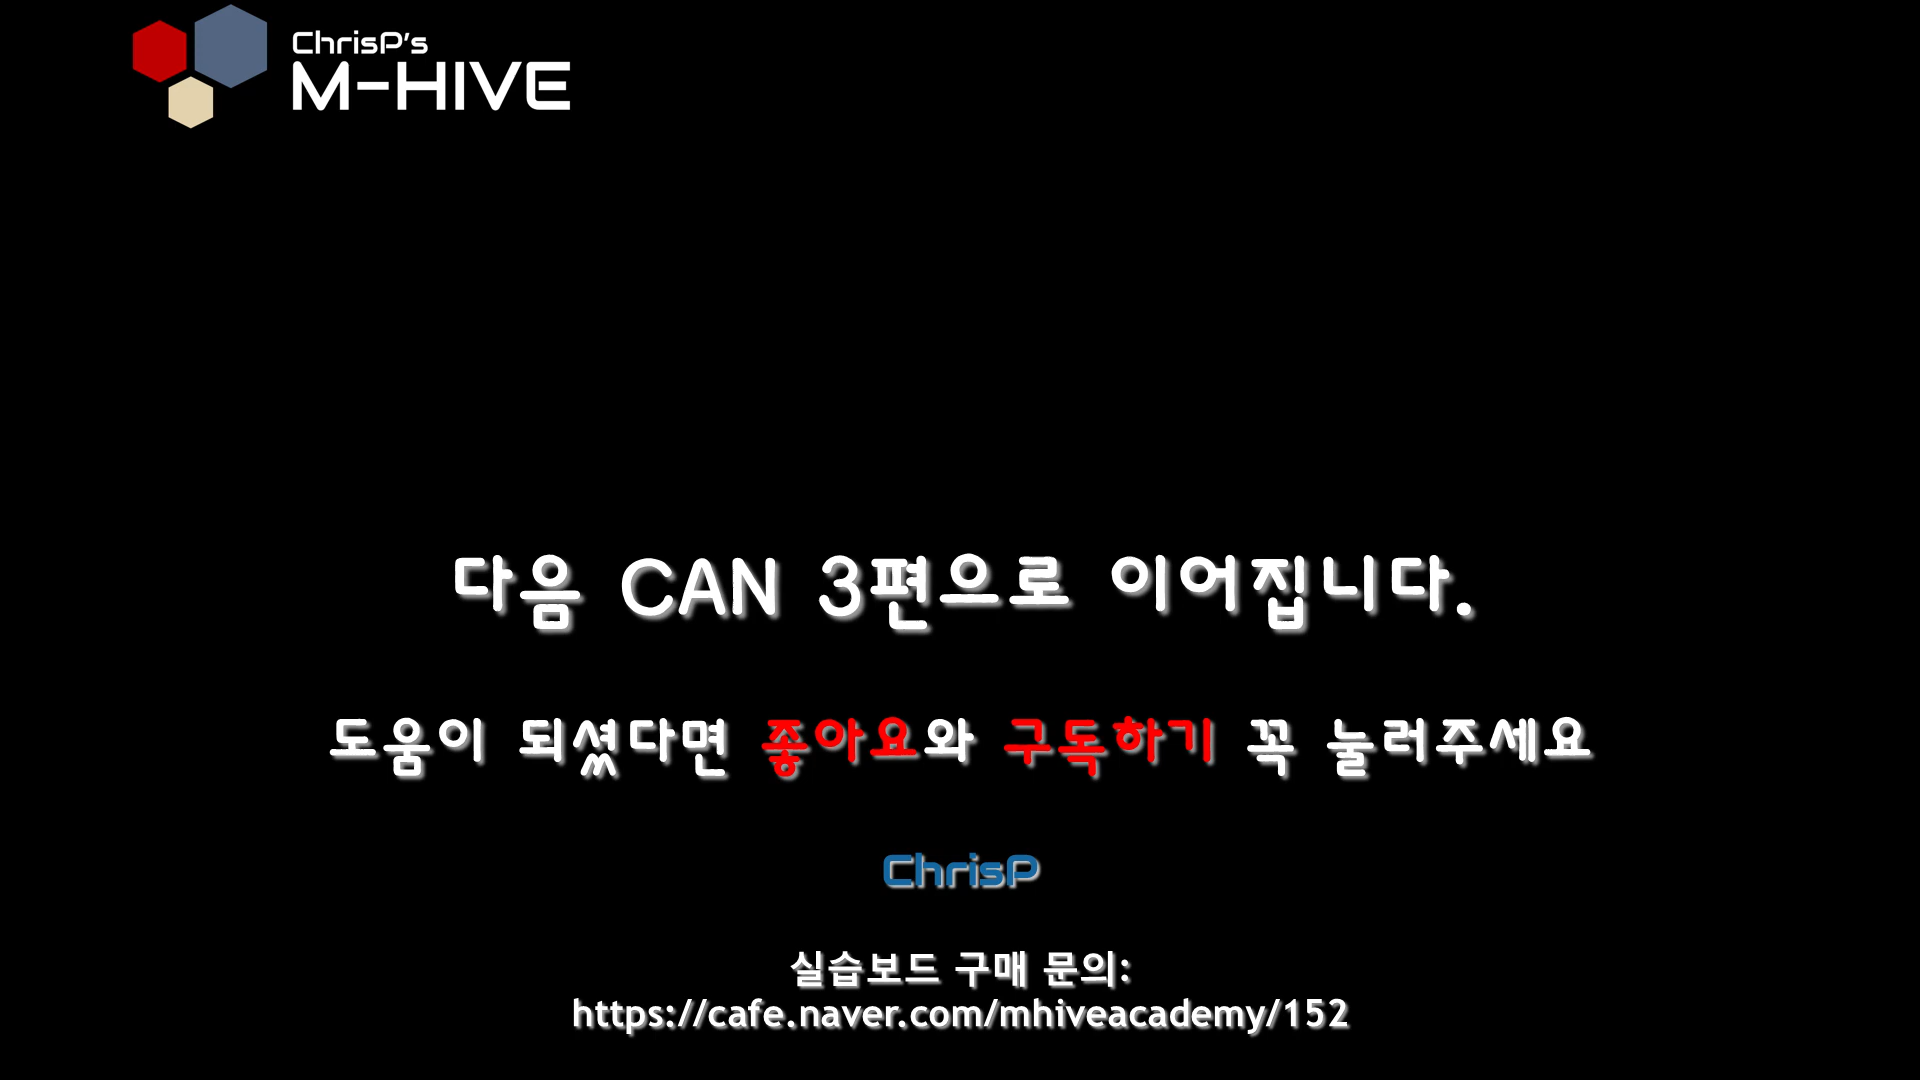 ChrisP's
M-HIVE
다음 CAN 3편으로 이어집니다.
도움이 되셨다면 좋아요와 구독하기 꼭 눌러주세요
ChrisP
실습보드 구매 문의:
https://cafe.naver.com/mhiveacademy/152